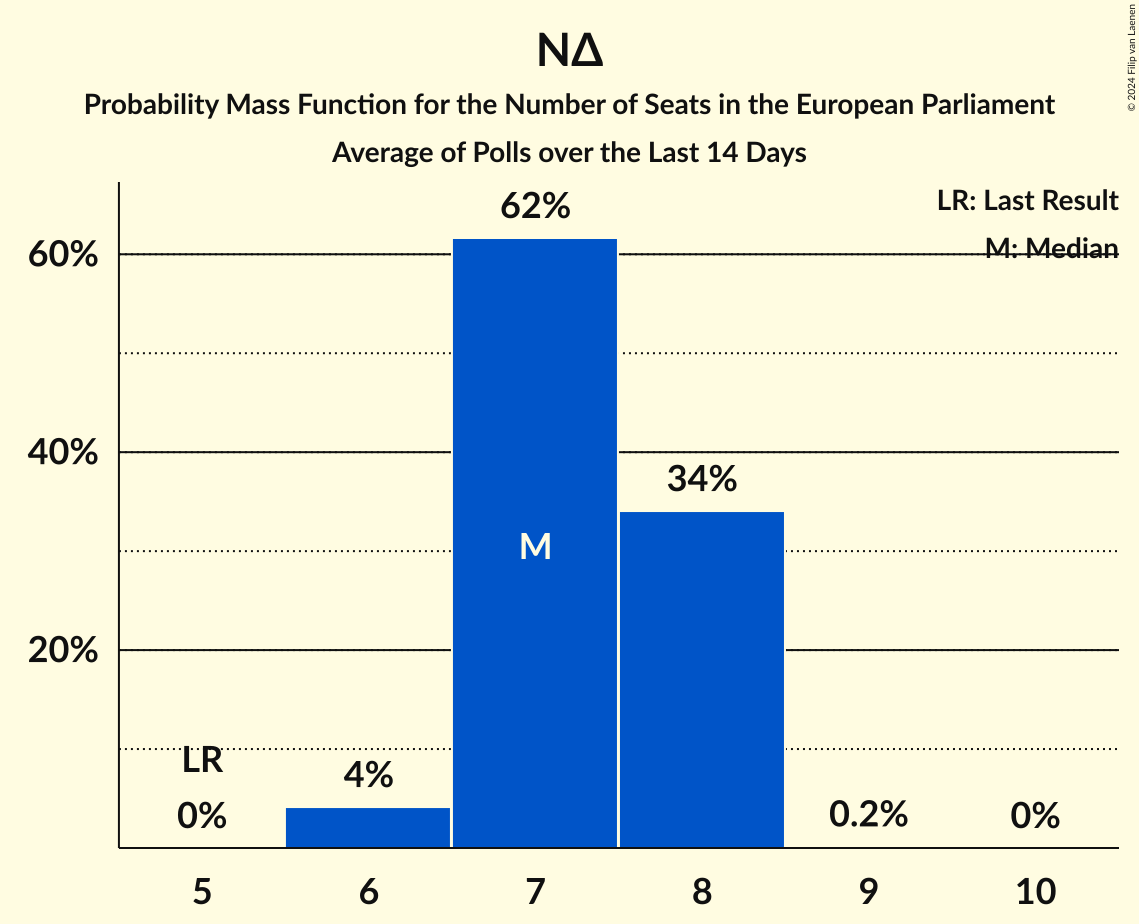 ΝΔ
Probability Mass Function for the Number of Seats in the European Parliament
Average of Polls over the Last 14 Days
© 2024 Filip van Laenen
LR: Last Result
M: Median
60%
40%
20%
62%
34%
M
LR
0%
4%
0.2%
0%
5 6 7 8 9 10